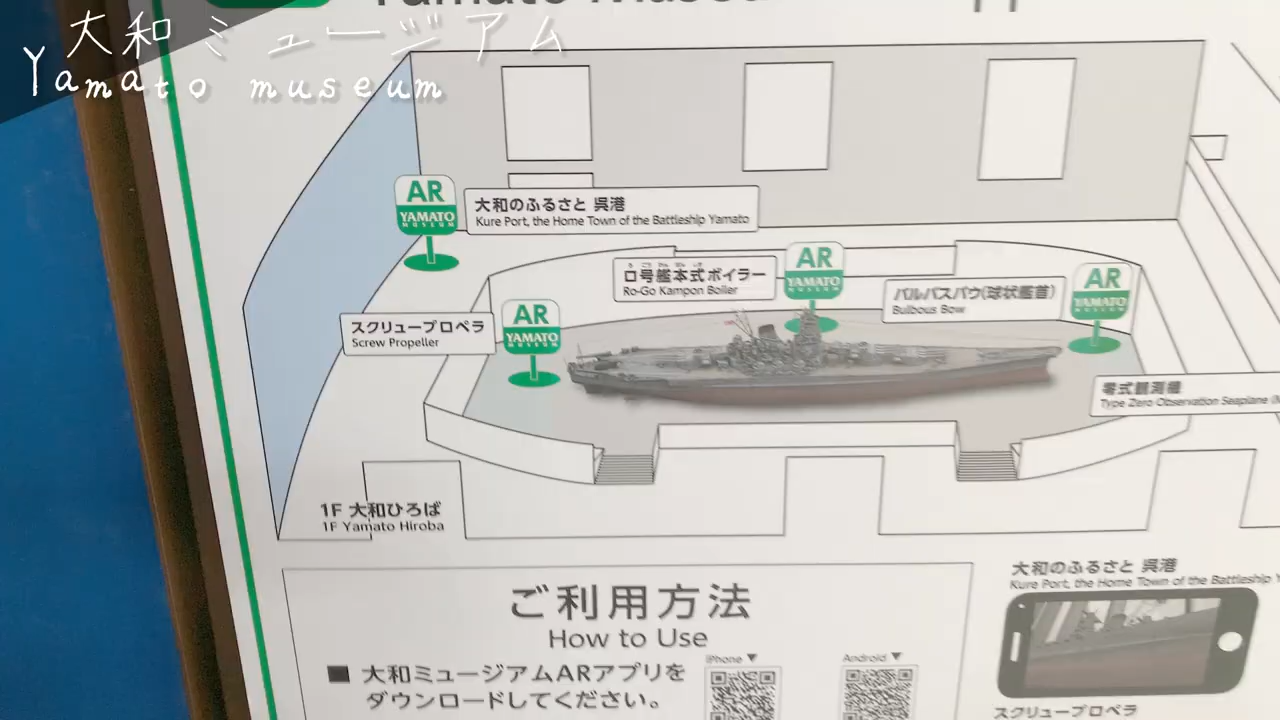 大和ミュージアム
Yamato museum
AR
YAMATO
MUSEUM
大和のふるさと 呉港
Kure Port, the Home Town of the Battleship Yamato
ロ号艦本式ボイラー
Ro-Go Kampon Boiler
AR
YAMATO
MUSEUM
バルバスバウ(球状艦首)
Bulbous Bow
AR
YAMATO
MUSEUM
スクリュープロペラ
Screw Propeller
AR
YAMATO
MUSEUM
零式観測機
Type Zero Observation Seaplane
1F 大和ひろば
1F Yamato Hiroba
ご利用方法
How to Use
■ 大和ミュージアムARアプリを
ダウンロードしてください。
iPhone ▼
Android ▼
大和のふるさと 呉港
Kure Port, the Home Town of the Battleship
スクリュープロペラ